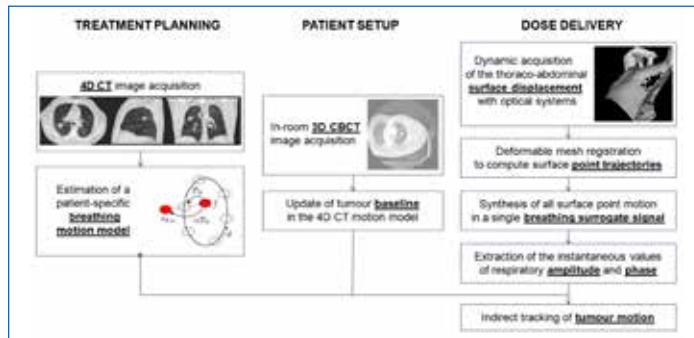 TREATMENT PLANNING
4D CT image acquisition
Estimation of a
patient-specific
breathing
motion model
PATIENT SETUP
In-room 3D CBCT
image acquisition
Update of tumour baseline
in the 4D CT motion model
DOSE DELIVERY
Dynamic acquisition
of the thoraco-abdominal
surface displacement
with optical systems
Deformable mesh registration
to compute surface point trajectories
Synthesis of all surface point motion
in a single breathing surrogate signal
Extraction of the instantaneous values
of respiratory amplitude and phase
Indirect tracking of tumour motion